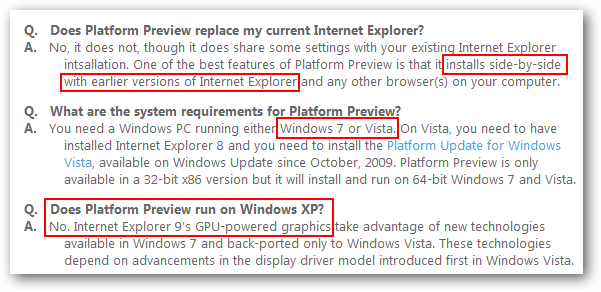 Q. Does Platform Preview replace my current Internet Explorer?
A. No, it does not, though it does share some settings with your existing Internet Explorer
intsallation. One of the best features of Platform Preview is that it installs side-by-side
with earlier versions of Internet Explorer and any other browser(s) on your computer.
Q. What are the system requirements for Platform Preview?
A. You need a Windows PC running either Windows 7 or Vista. On Vista, you need to have
installed Internet Explorer 8 and you need to install the Platform Update for Windows
Vista, available on Windows Update since October, 2009. Platform Preview is only
available in a 32-bit x86 version but it will install and run on 64-bit Windows 7 and Vista.
Q. Does Platform Preview run on Windows XP?
A. No. Internet Explorer 9's GPU-powered graphics take advantage of new technologies
available in Windows 7 and back-ported only to Windows Vista. These technologies
depend on advancements in the display driver model introduced first in Windows Vista.